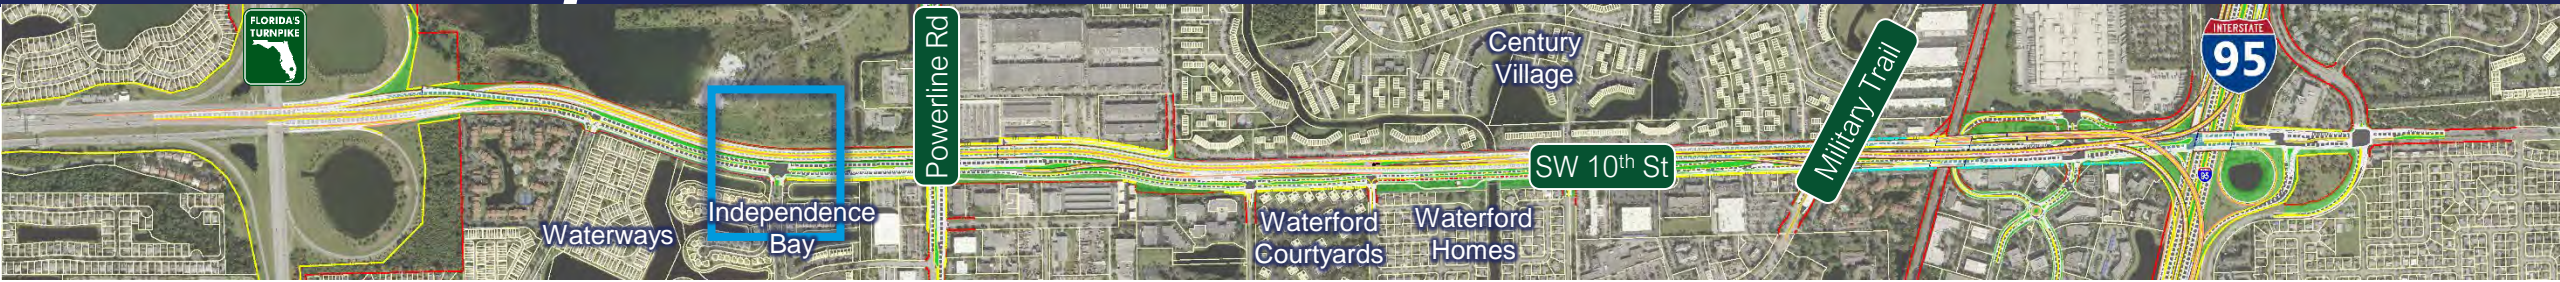 FLORIDA'S
TURNPIKE
Waterways
Independence
Bay
Powerline Rd
Waterford
Courtyards
Waterford
Homes
Century
Village
SW 10th St
Military Trail
INTERSTATE
95
95